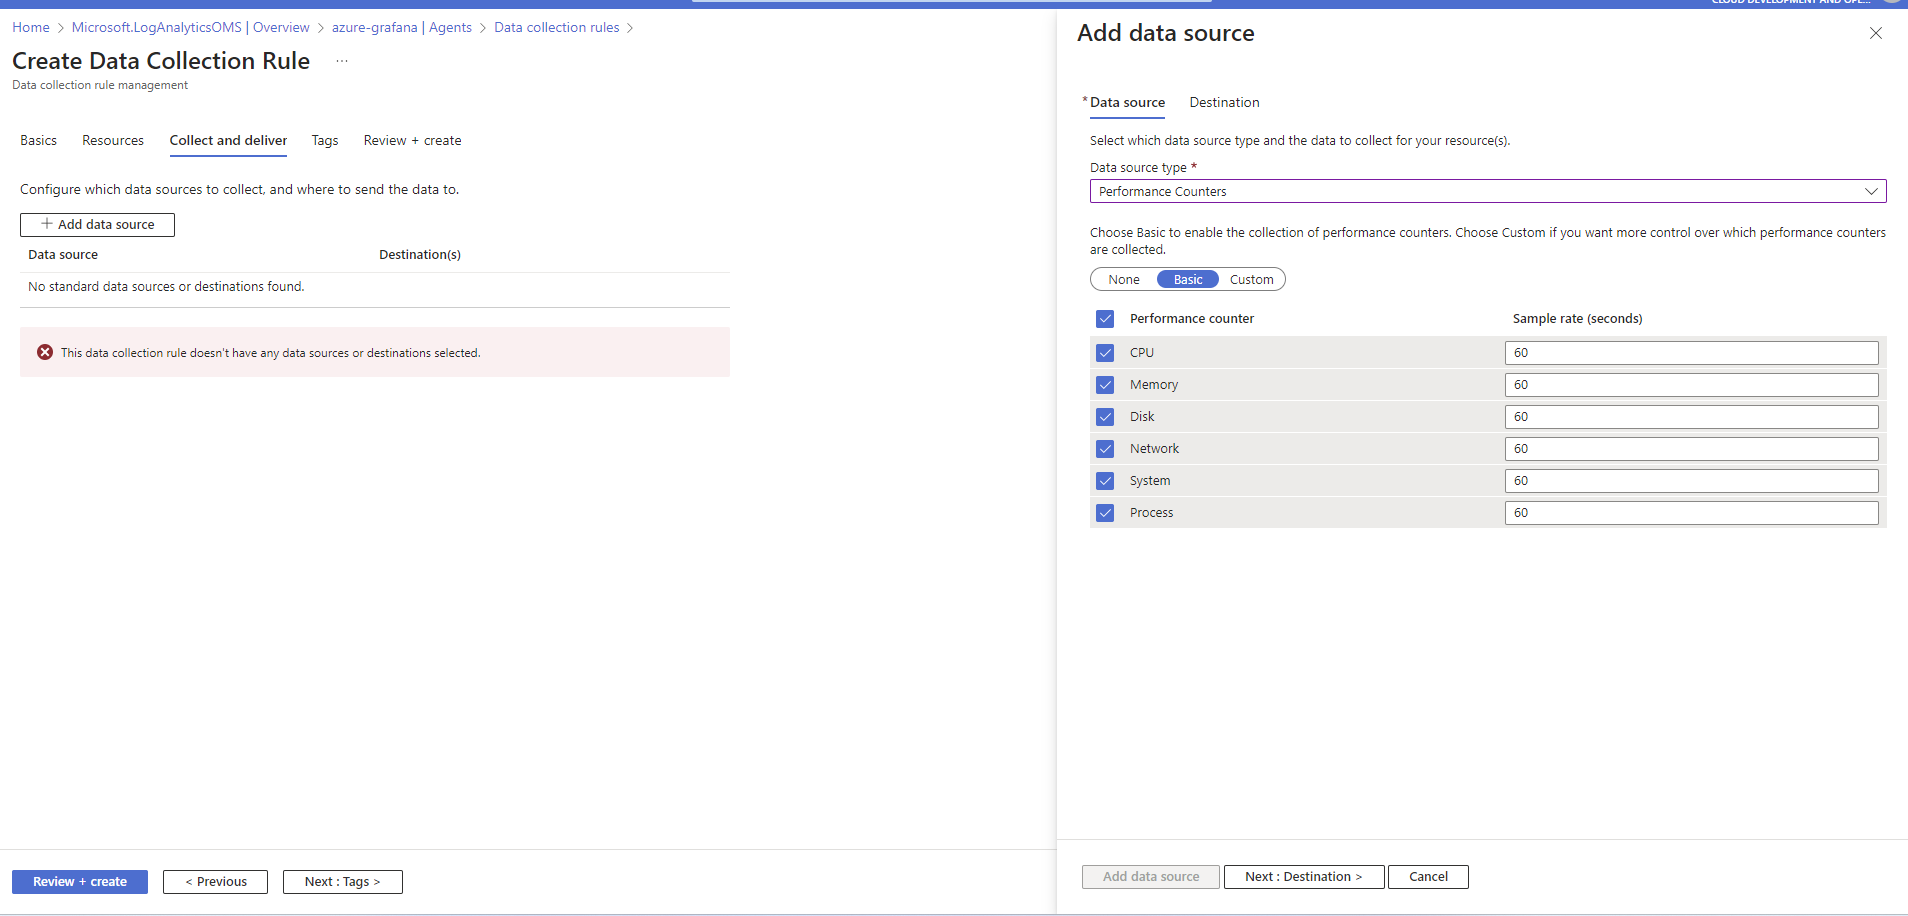 CLOUD DEVELOPMENT AND OPE...
Home > Microsoft.LogAnalyticsOMS | Overview > azure-grafana | Agents > Data collection rules >
Create Data Collection Rule ...
Data collection rule management
Basics Resources Collect and deliver Tags Review + create
Configure which data sources to collect, and where to send the data to.
+ Add data source
Data source Destination(s)
No standard data sources or destinations found.
This data collection rule doesn't have any data sources or destinations selected.
Review + create < Previous Next : Tags >
Add data source
* Data source Destination
Select which data source type and the data to collect for your resource(s).
Data source type *
Performance Counters
Choose Basic to enable the collection of performance counters. Choose Custom if you want more control over which performance counters
are collected.
None Basic Custom
Performance counter Sample rate (seconds)
CPU 60
Memory 60
Disk 60
Network 60
System 60
Process 60
Add data source Next : Destination > Cancel